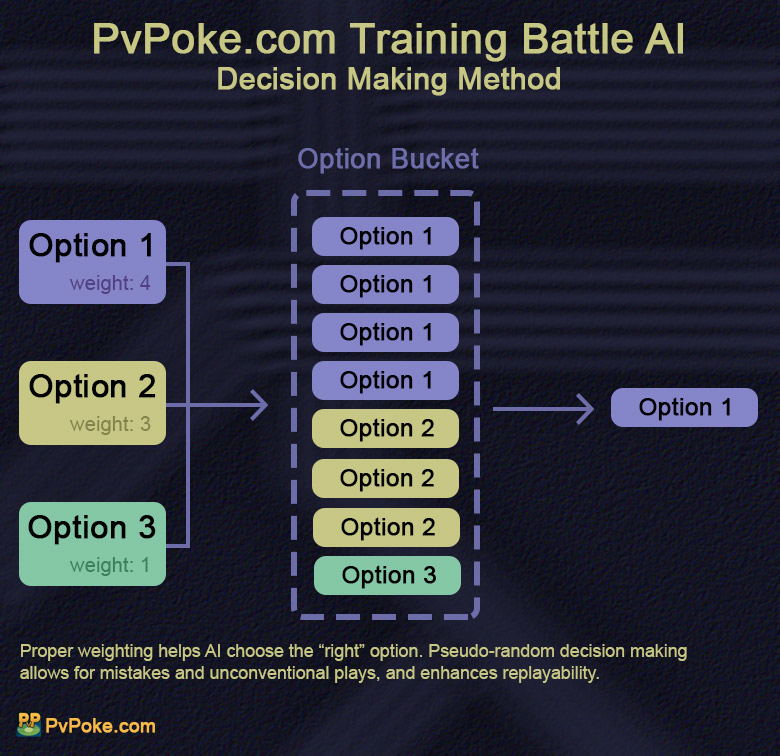 PvPoke.com Training Battle AI
Decision Making Method
Option Bucket
Option 1
weight: 4
Option 2
weight: 3
Option 3
weight: 1
Option 1
Option 1
Option 1
Option 1
Option 2
Option 2
Option 2
Option 3
Option 1
Proper weighting helps AI choose the “right” option. Pseudo-random decision making
allows for mistakes and unconventional plays, and enhances replayability.
PP PvPoke.com